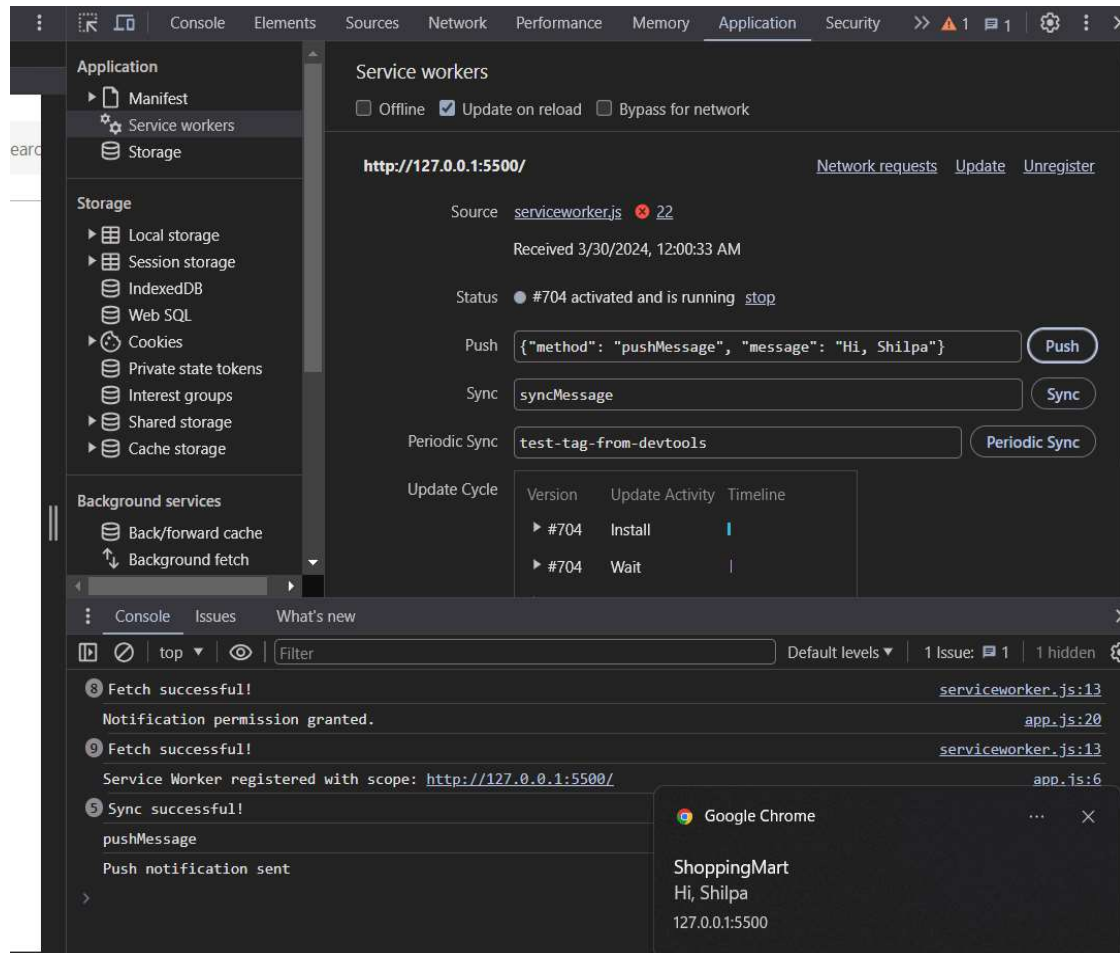 Console Elements Sources Network Performance Memory Application Security 1 1
Application
Manifest
Service workers
Storage
Storage
Local storage
Session storage
IndexedDB
Web SQL
Cookies
Private state tokens
Interest groups
Shared storage
Cache storage
Background services
Back/forward cache
Background fetch
earc
Service workers
Offline Update on reload Bypass for network
http://127.0.0.1:5500/ Network requests Update Unregister
Source serviceworker.js 22
Received 3/30/2024, 12:00:33 AM
Status #704 activated and is running stop
Push {"method": "pushMessage", "message": "Hi, Shilpa"} Push
Sync syncMessage Sync
Periodic Sync test-tag-from-devtools Periodic Sync
Update Cycle Version Update Activity Timeline
#704 Install
#704 Wait
Console Issues What's new
top Filter Default levels 1 Issue: 1 1 hidden
8 Fetch successful! serviceworker.js:13
Notification permission granted. app.js:20
9 Fetch successful! serviceworker.js:13
Service Worker registered with scope: http://127.0.0.1:5500/ app.js:6
5 Sync successful!
pushMessage
Push notification sent
Google Chrome
ShoppingMart
Hi, Shilpa
127.0.0.1:5500